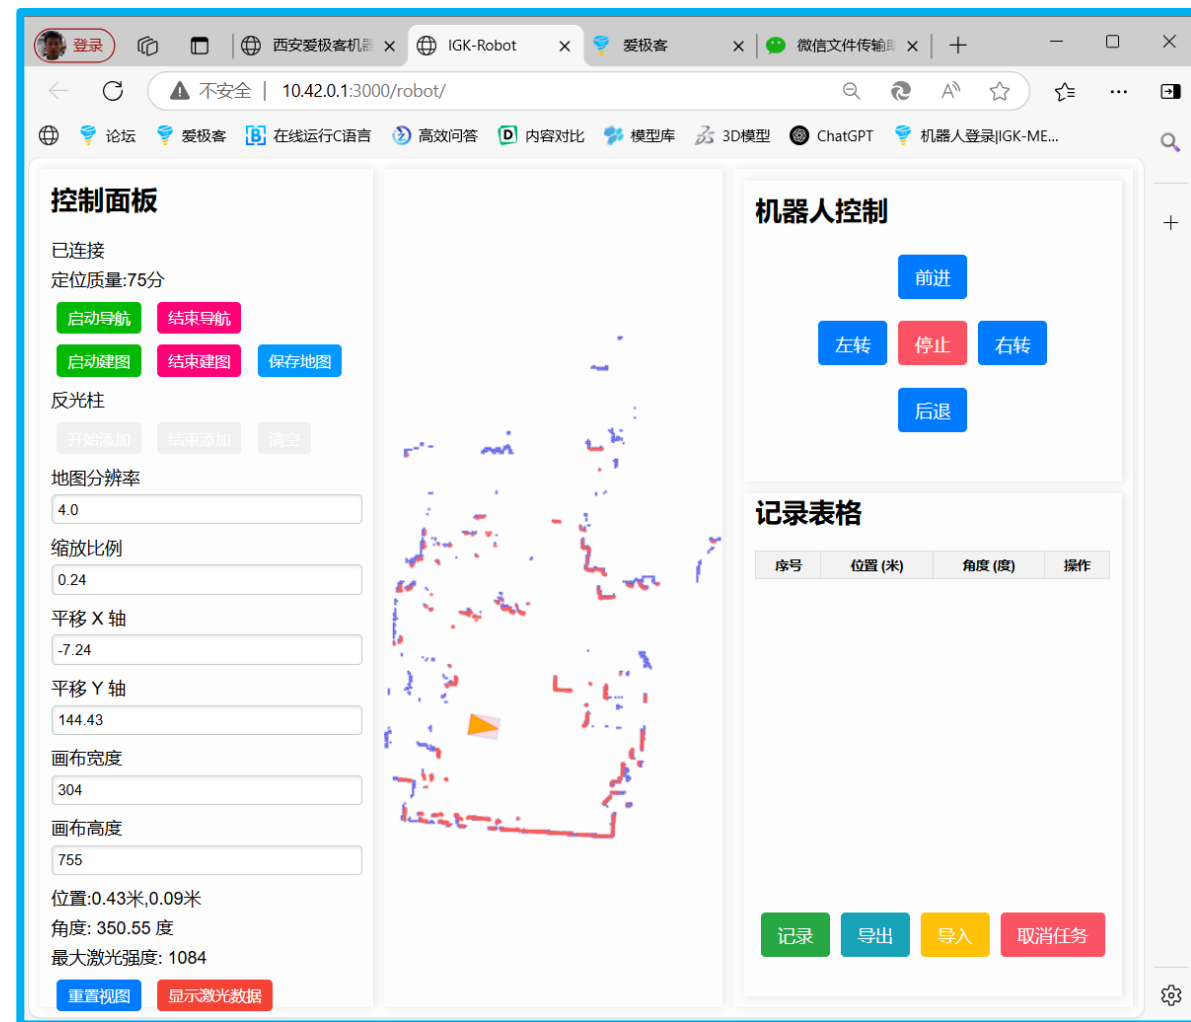 登录
西安爱极客机器
IGK-Robot
爱极客
微信文件传输
不安全 | 10.42.0.1:3000/robot/
论坛
爱极客
在线运行C语言
高效问答
内容对比
模型库
3D模型
ChatGPT
机器人登录||IGK-ME...
控制面板
已连接
定位质量:75分
启动导航 结束导航
启动建图 结束建图 保存地图
反光柱
开始添加 结束添加 清空
地图分辨率
4.0
缩放比例
0.24
平移 X 轴
-7.24
平移 Y 轴
144.43
画布宽度
304
画布高度
755
位置:0.43米,0.09米
角度: 350.55 度
最大激光强度: 1084
重置视图 显示激光数据
机器人控制
前进
左转 停止 右转
后退
记录表格
序号 位置 (米) 角度 (度) 操作
记录 导出 导入 取消任务